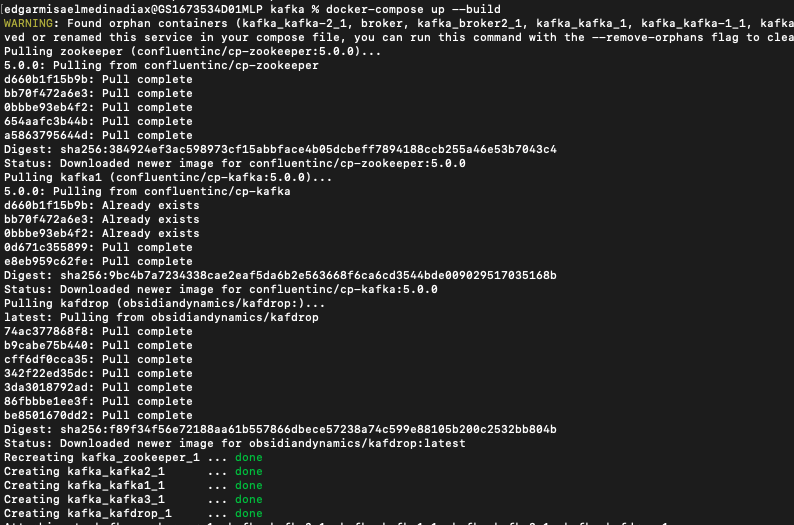 [edgarmisaelmedinadiax@GS1673534D01MLP kafka % docker-compose up --build
WARNING: Found orphan containers (kafka_kafka-2_1, broker, kafka_broker2_1, kafka_kafka_1, kafka_kafka-1_1, kafka
ved or renamed this service in your compose file, you can run this command with the --remove-orphans flag to clea
Pulling zookeeper (confluentinc/cp-zookeeper:5.0.0)...
5.0.0: Pulling from confluentinc/cp-zookeeper
d660b1f15b9b: Pull complete
bb70f472a6e3: Pull complete
0bbbe93eb4f2: Pull complete
654aafc3b44b: Pull complete
a5863795644d: Pull complete
Digest: sha256:384924ef3ac598973cf15abbface4b05dcbeff7894188ccb255a46e53b7043c4
Status: Downloaded newer image for confluentinc/cp-zookeeper:5.0.0
Pulling kafka1 (confluentinc/cp-kafka:5.0.0)...
5.0.0: Pulling from confluentinc/cp-kafka
d660b1f15b9b: Already exists
bb70f472a6e3: Already exists
0bbbe93eb4f2: Already exists
0d671c355899: Pull complete
e8eb959c62fe: Pull complete
Digest: sha256:9bc4b7a7234338cae2eaf5da6b2e563668f6ca6cd3544bde009029517035168b
Status: Downloaded newer image for confluentinc/cp-kafka:5.0.0
Pulling kafdrop (obsidiandynamics/kafdrop:)...
latest: Pulling from obsidiandynamics/kafdrop
74ac377868f8: Pull complete
b9cabe75b440: Pull complete
cff6df0cca35: Pull complete
342f22ed35dc: Pull complete
3da3018792ad: Pull complete
86fbbbe1ee3f: Pull complete
be8501670dd2: Pull complete
Digest: sha256:f89f34f56e72188aa61b557866dbece57238a74c599e88105b200c2532bb804b
Status: Downloaded newer image for obsidiandynamics/kafdrop:latest
Recreating kafka_zookeeper_1 ... done
Creating kafka_kafka2_1 ... done
Creating kafka_kafka1_1 ... done
Creating kafka_kafka3_1 ... done
Creating kafka_kafdrop_1 ... done